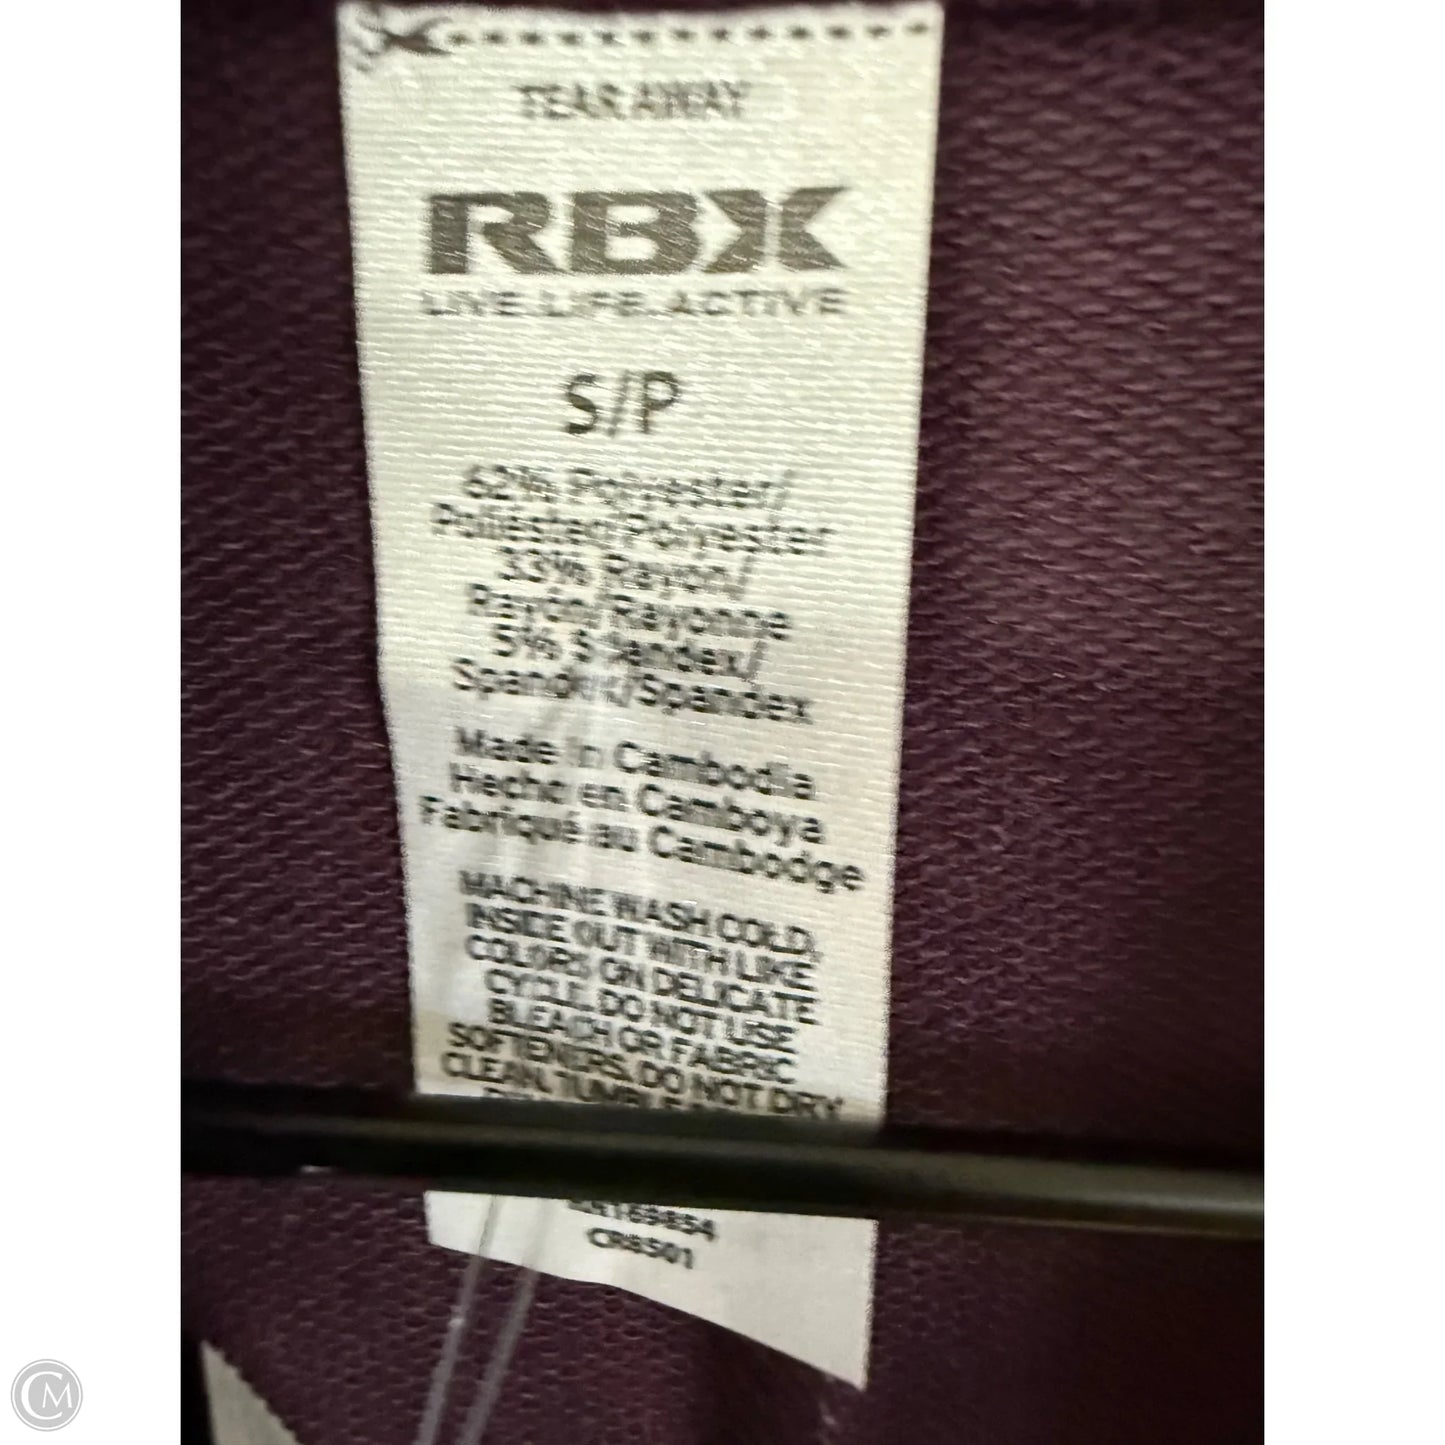 TEAR AWAY
RBX
LIVE.LIFE.ACTIVE
S/P
62% Polyester/
Poliéster/Polyester
33% Rayon/
Rayón/Rayonne
5% Spandex/
Spandex/Spandex
Made in Cambodia
Hecho en Camboya
Fabriqué au Cambodge
MACHINE WASH COLD,
INSIDE OUT WITH LIKE
COLORS ON DELICATE
CYCLE. DO NOT USE
BLEACH OR FABRIC
SOFTENERS. DO NOT DRY
CLEAN. TUMBLE
CR8501
CM